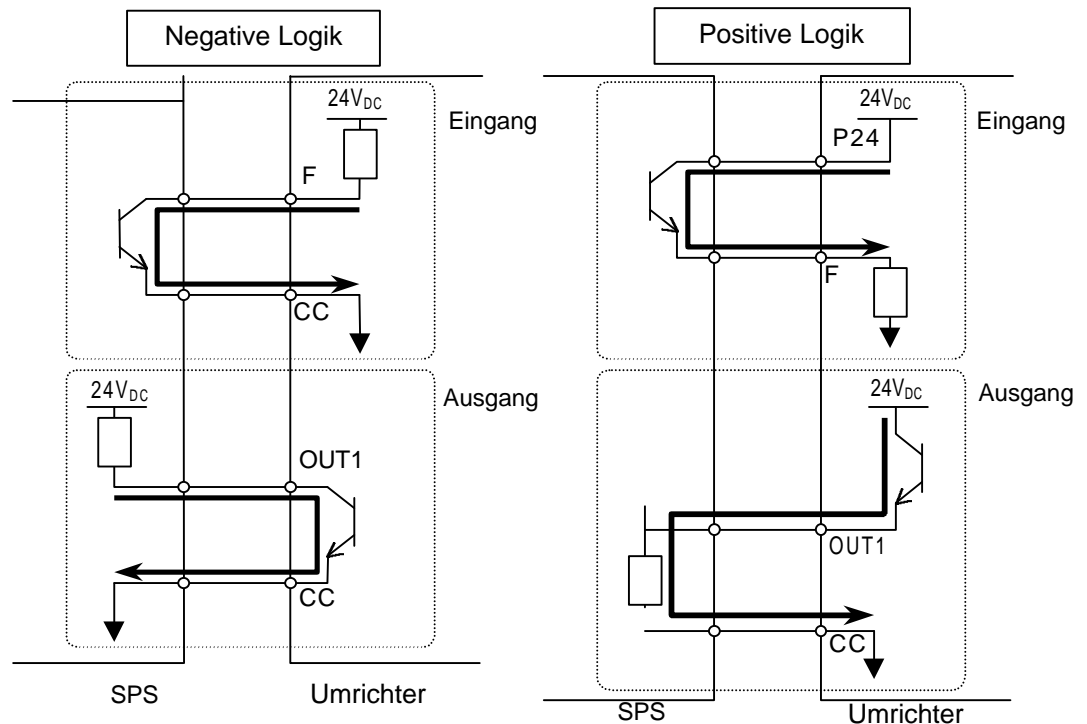 Negative Logik
24VDC
Eingang
F
CC
24VDC
Ausgang
OUT1
CC
SPS
Umrichter
Positive Logik
24VDC
Eingang
P24
F
24VDC
Ausgang
OUT1
CC
SPS
Umrichter